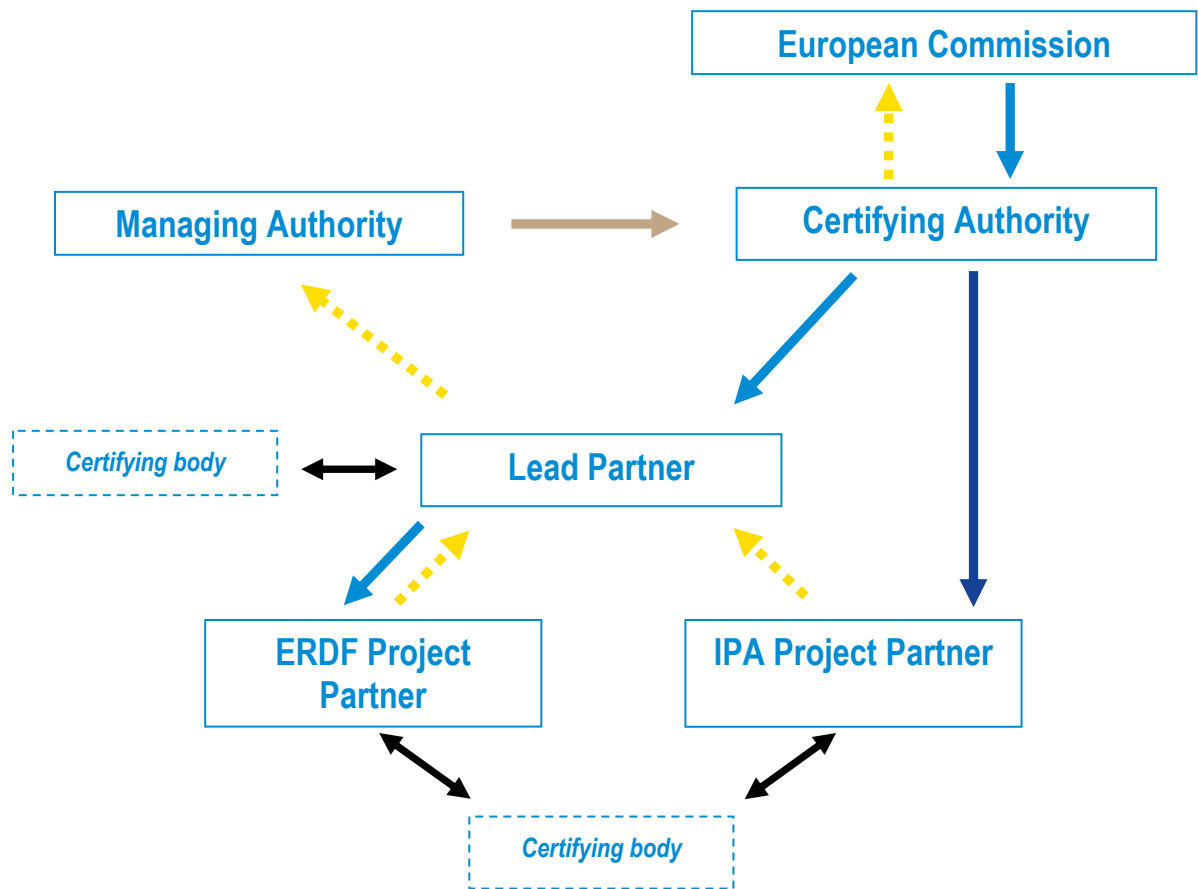 European Commission
Managing Authority
Certifying Authority
Certifying body
Lead Partner
ERDF Project
Partner
IPA Project Partner
Certifying body